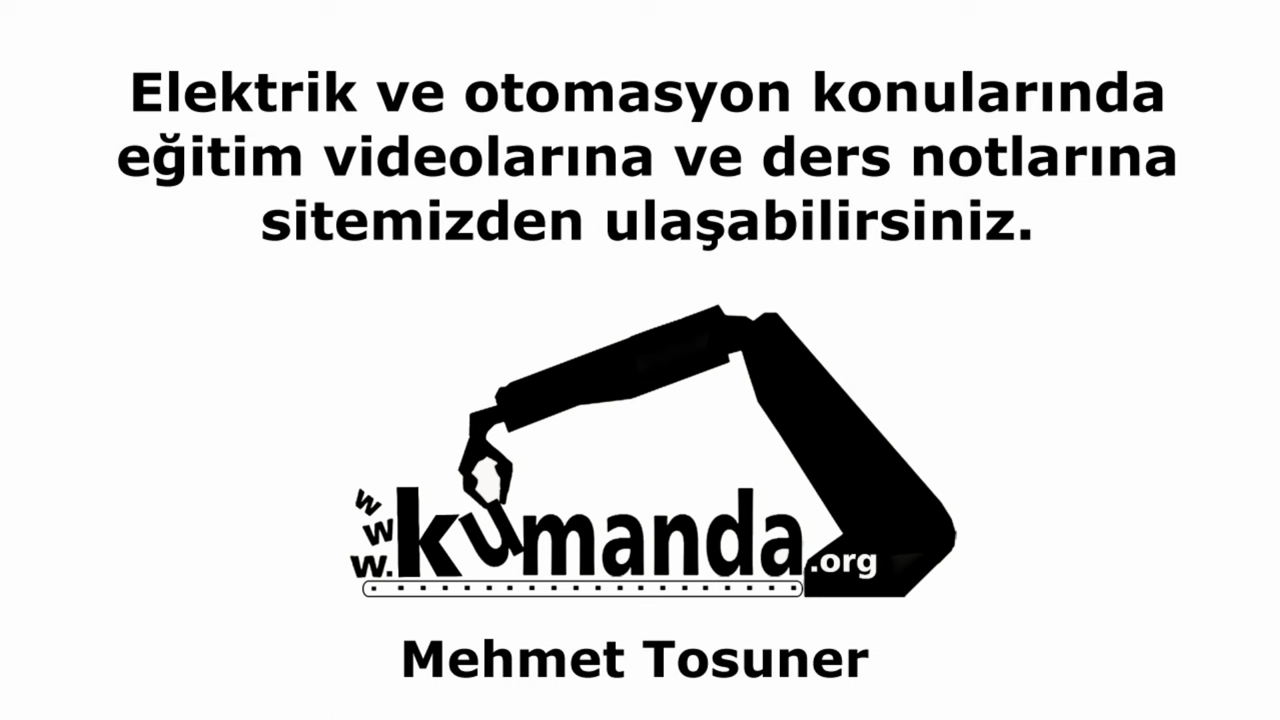 Elektrik ve otomasyon konularında
eğitim videolarına ve ders notlarına
sitemizden ulaşabilirsiniz.
www.kumanda.org
Mehmet Tosuner